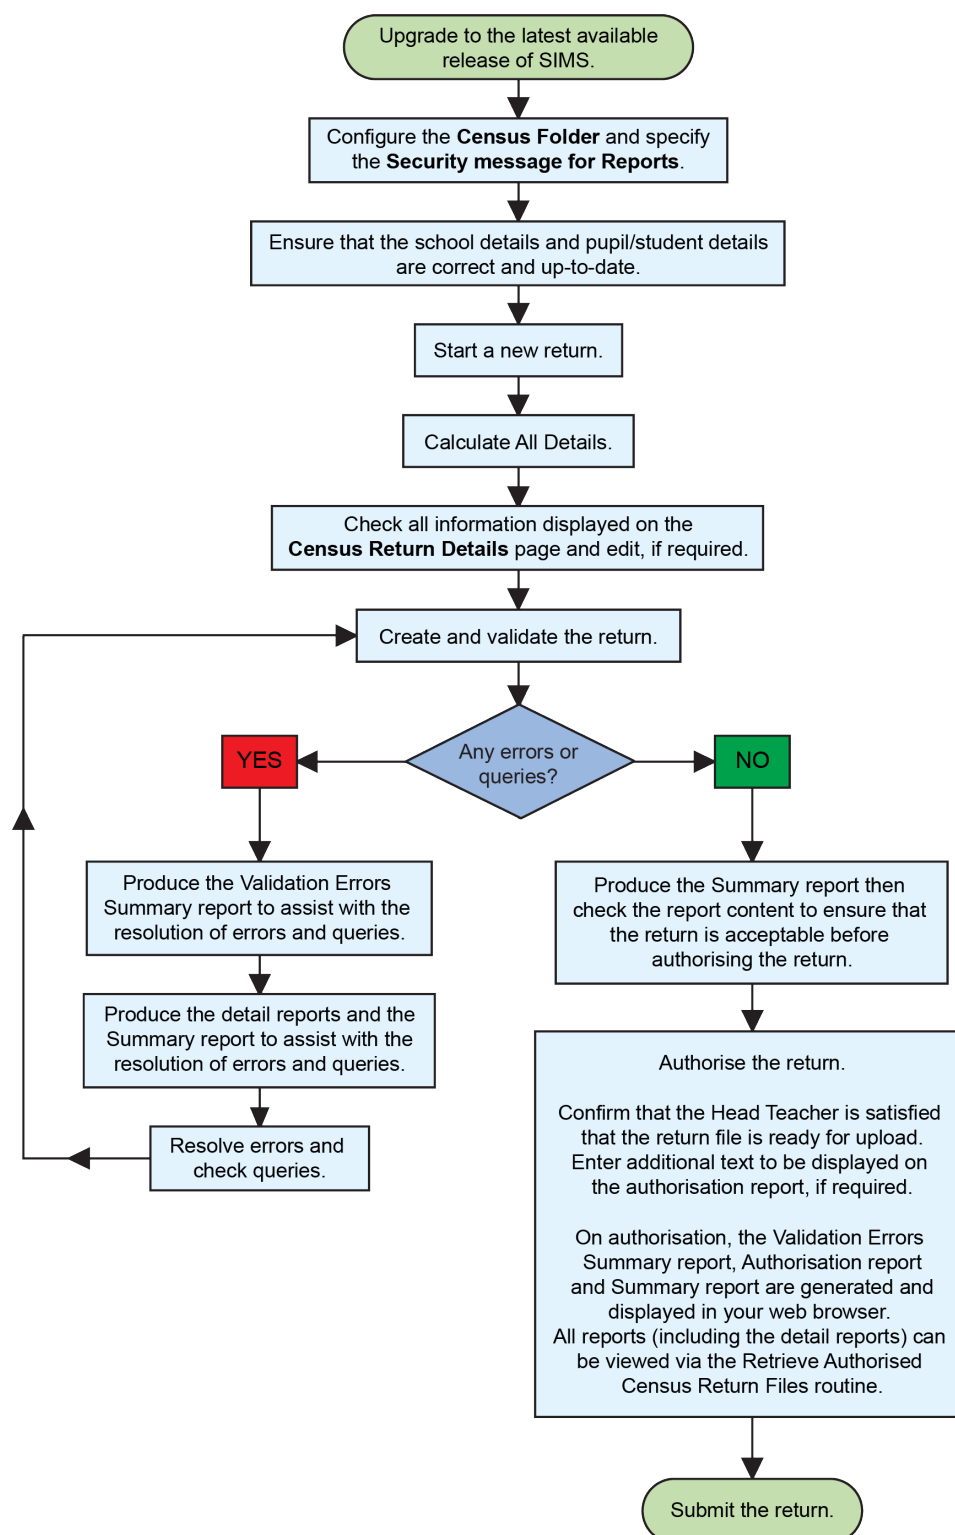 Upgrade to the latest available
release of SIMS.
Configure the Census Folder and specify
the Security message for Reports.
Ensure that the school details and pupil/student details
are correct and up-to-date.
Start a new return.
Calculate All Details.
Check all information displayed on the
Census Return Details page and edit, if required.
Create and validate the return.
Any errors or
queries?
YES
NO
Produce the Validation Errors
Summary report to assist with the
resolution of errors and queries.
Produce the detail reports and the
Summary report to assist with the
resolution of errors and queries.
Resolve errors and
check queries.
Produce the Summary report then
check the report content to ensure that
the return is acceptable before
authorising the return.
Authorise the return.
Confirm that the Head Teacher is satisfied
that the return file is ready for upload.
Enter additional text to be displayed on
the authorisation report, if required.
On authorisation, the Validation Errors
Summary report, Authorisation report
and Summary report are generated and
displayed in your web browser.
All reports (including the detail reports) can
be viewed via the Retrieve Authorised
Census Return Files routine.
Submit the return.